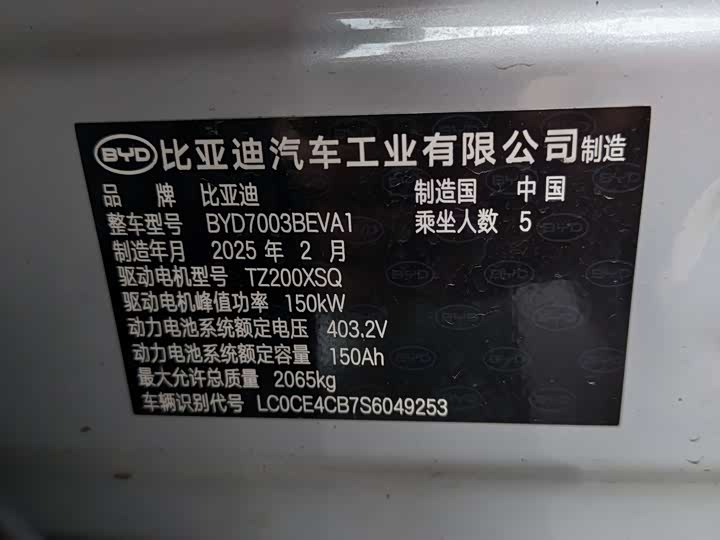 BYD 比亚迪汽车工业有限公司制造
品牌 比亚迪 制造国 中国
整车型号 BYD7003BEVA1 乘坐人数 5
制造年月 2025 年 2 月
驱动电机型号 TZ200XSQ
驱动电机峰值功率 150kW
动力电池系统额定电压 403.2V
动力电池系统额定容量 150Ah
最大允许总质量 2065kg
车辆识别代号 LC0CE4CB7S6049253